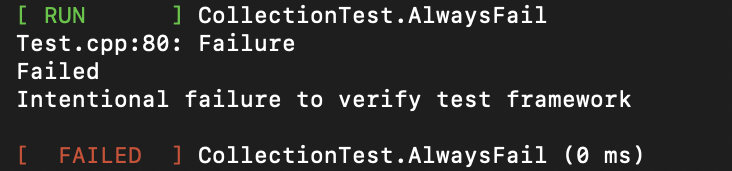 [ RUN      ] CollectionTest.AlwaysFail
Test.cpp:80: Failure
Failed
Intentional failure to verify test framework
[  FAILED  ] CollectionTest.AlwaysFail (0 ms)